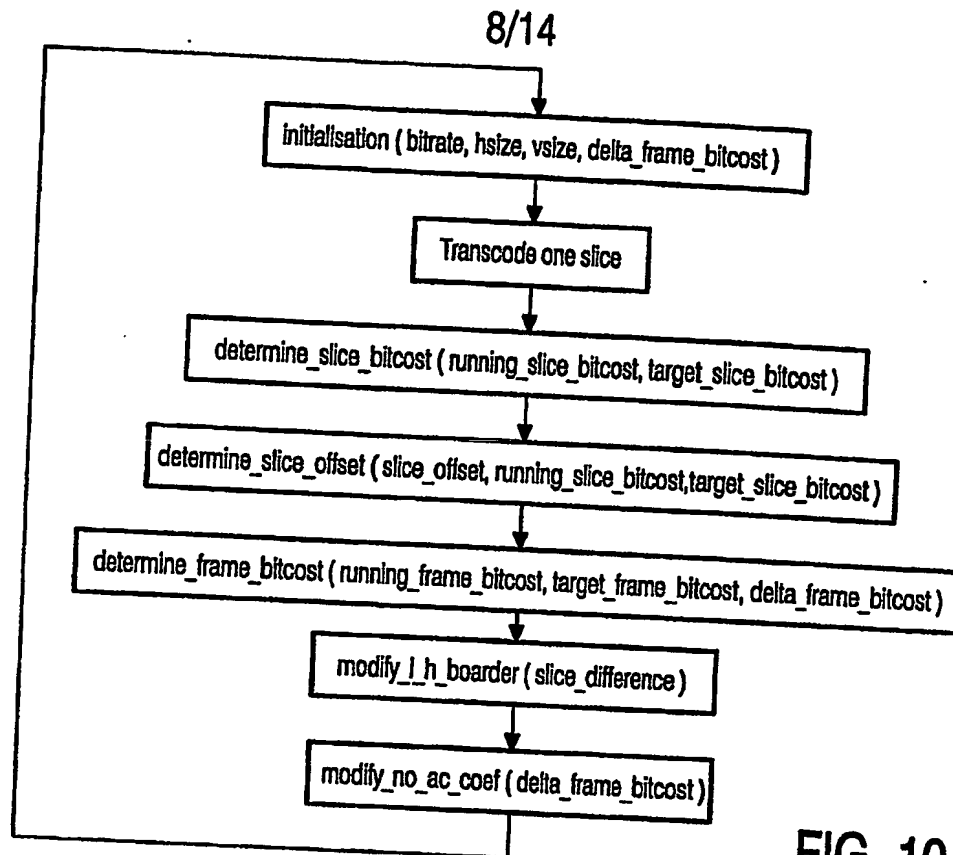 8/14
initialisation ( bitrate, hsize, vsize, delta_frame_bitcost )
Transcode one slice
determine_slice_bitcost ( running_slice_bitcost, target_slice_bitcost )
determine_slice_offset ( slice_offset, running_slice_bitcost,target_slice_bitcost )
determine_frame_bitcost ( running_frame_bitcost, target_frame_bitcost, delta_frame_bitcost )
modify_l_h_boarder ( slice_difference )
modify_no_ac_coef ( delta_frame_bitcost )
FIG. 10